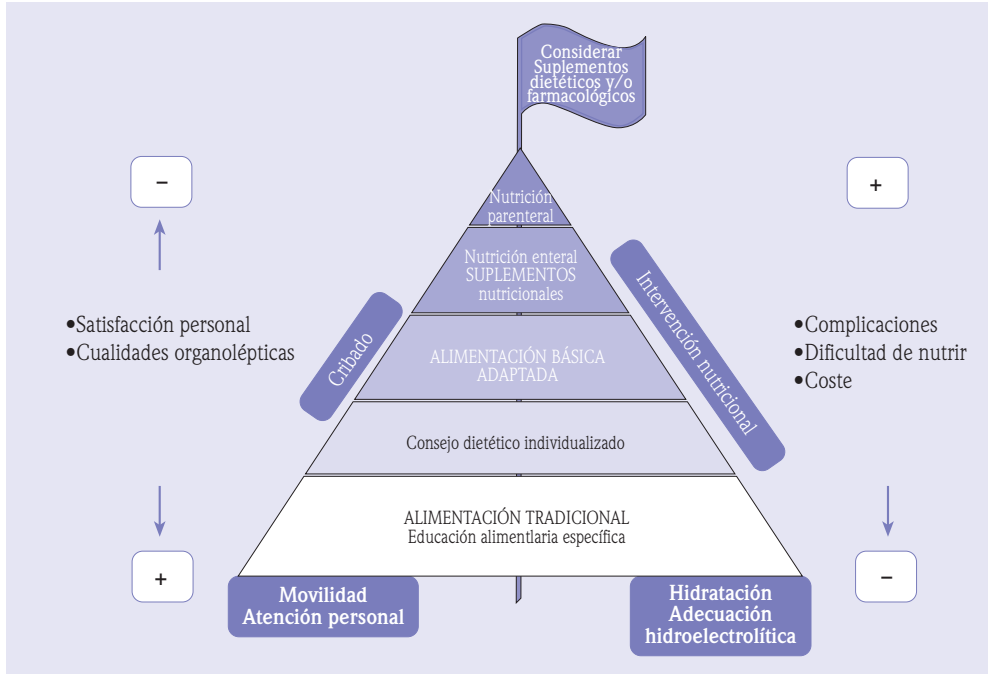 Considerar
Suplementos
dietéticos y/o
farmacológicos
–
+
Nutrición
parenteral
Nutrición enteral
SUPLEMENTOS
nutricionales
Cribado
Intervención nutricional
•Satisfacción personal
•Cualidades organolépticas
•Complicaciones
•Dificultad de nutrir
•Coste
ALIMENTACIÓN BÁSICA
ADAPTADA
Consejo dietético individualizado
ALIMENTACIÓN TRADICIONAL
Educación alimentlaria específica
+
–
Movilidad
Atención personal
Hidratación
Adecuación
hidroelectrolítica